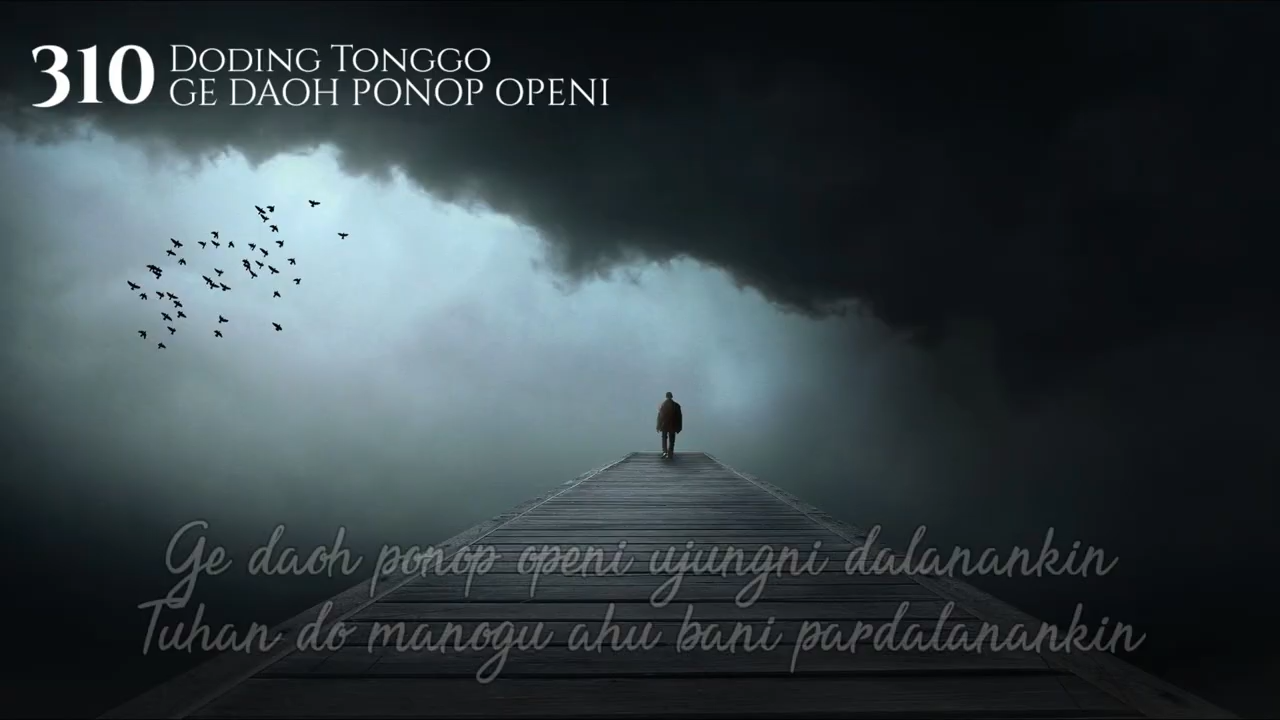 310 DODING TONGGO
GE DAOH PONOP OPENI
Ge daoh ponop openi ujungni dalanankin
Tuhan do manogu ahu bani pardalanankin